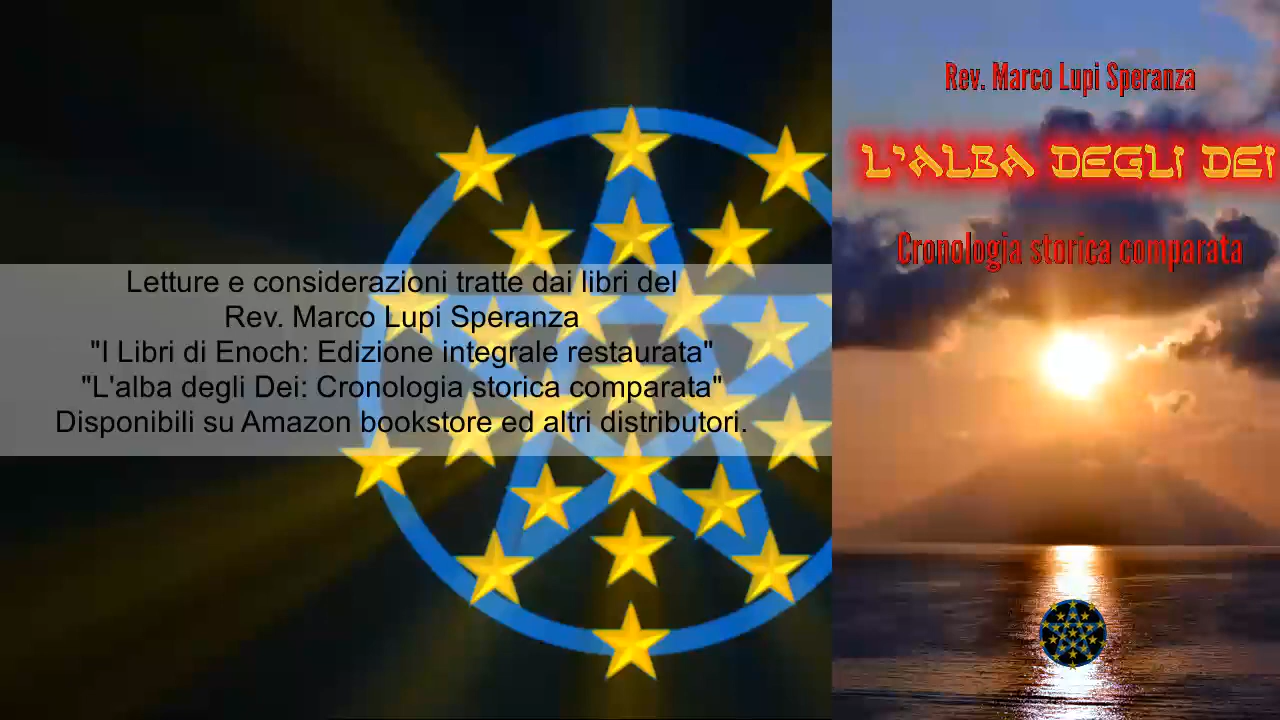 Letture e considerazioni tratte dai libri del
Rev. Marco Lupi Speranza
"I Libri di Enoch: Edizione integrale restaurata"
"L'alba degli Dei: Cronologia storica comparata"
Disponibili su Amazon bookstore ed altri distributori.
Rev. Marco Lupi Speranza
L'ALBA DEGLI DEI
Cronologia storica comparata